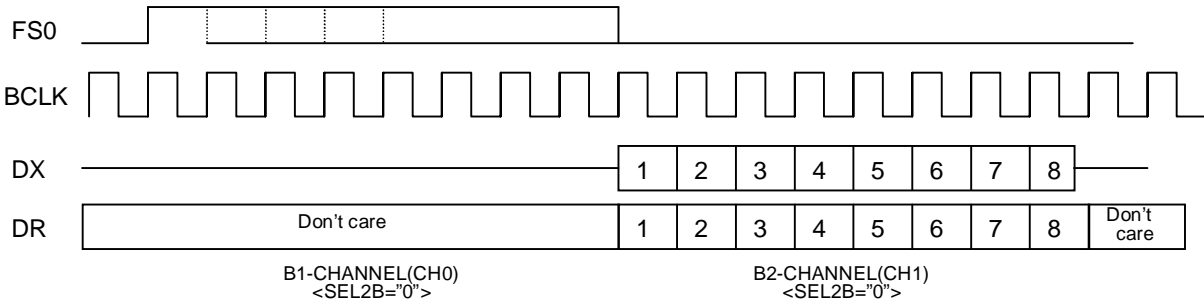 FS0
BCLK
DX 1 2 3 4 5 6 7 8
DR Don't care 1 2 3 4 5 6 7 8 Don't care
B1-CHANNEL(CH0) B2-CHANNEL(CH1)
<SEL2B="0"> <SEL2B="0">